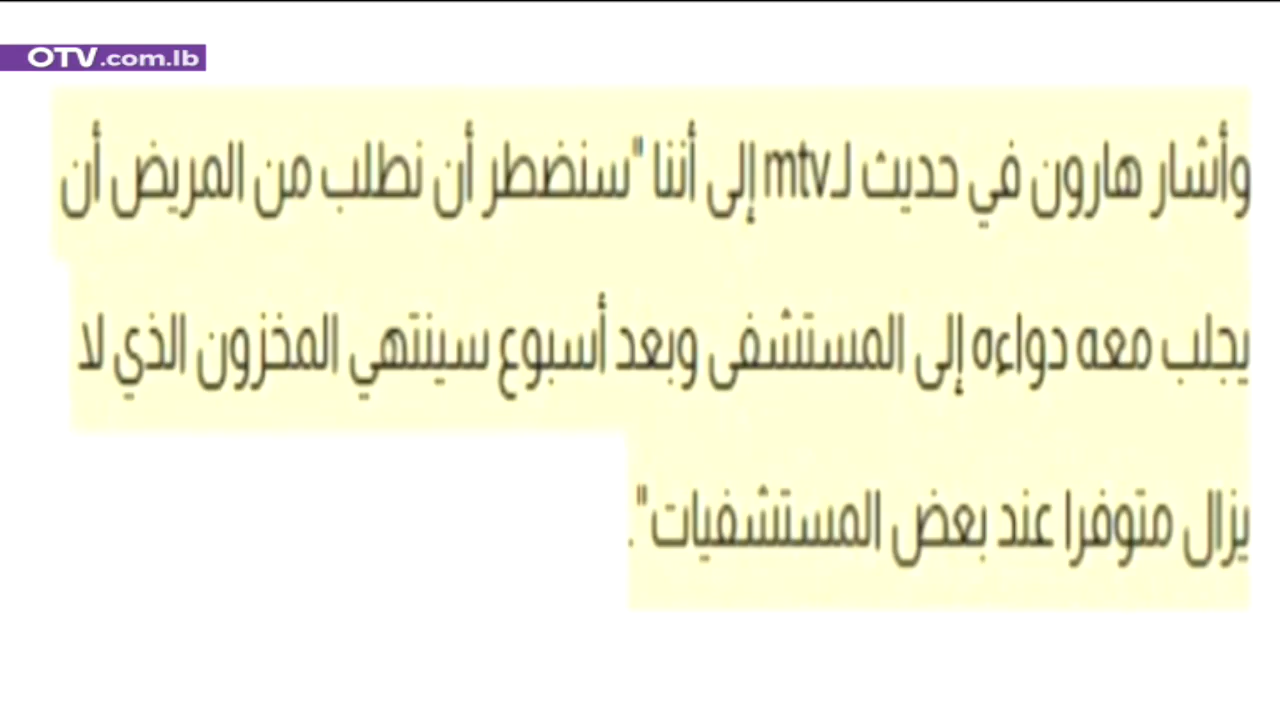 OTV.com.lb
وأشار هارون في حديث لـmtv إلى أننا "سنضطر أن نطلب من المريض أن
يجلب معه دواءه إلى المستشفى وبعد أسبوع سينتهي المخزون الذي لا
يزال متوفرا عند بعض المستشفيات".